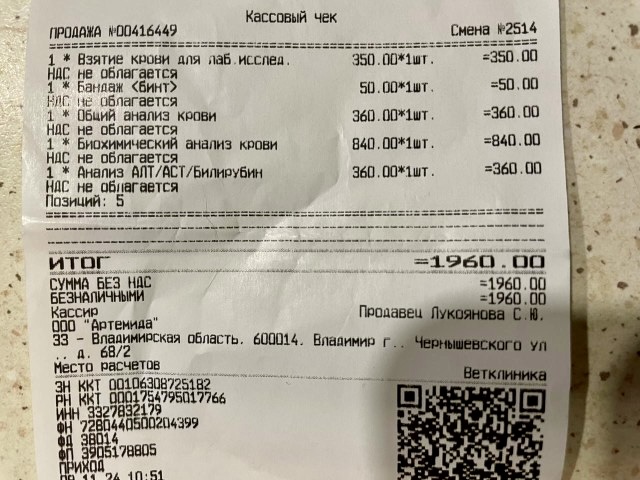 Кассовый чек
ПРОДАЖА №00416449 Смена №2514
1 * Взятие крови для лаб.исслед. 350.00*1шт. =350.00
НДС не облагается
1 * Бандаж <бинт> 50.00*1шт. =50.00
НДС не облагается
1 * Общий анализ крови 360.00*1шт. =360.00
НДС не облагается
1 * Биохимический анализ крови 840.00*1шт. =840.00
НДС не облагается
1 * Анализ АЛТ/АСТ/Билирубин 360.00*1шт. =360.00
НДС не облагается
Позиций: 5
ИТОГ =1960.00
СУММА БЕЗ НДС =1960.00
БЕЗНАЛИЧНЫМИ =1960.00
Кассир Продавец Лукоянова С.Ю.
ООО "Артемида"
33 - Владимирская область, 600014, Владимир г., Чернышевского ул
., д. 68/2
Место расчетов Ветклиника
ЗН ККТ 00106308725182
РН ККТ 0001754795017766
ИНН 3327832179
ФН 7280440500204399
ФД 38014
ФП 3905178805
ПРИХОД
11.24 10:51